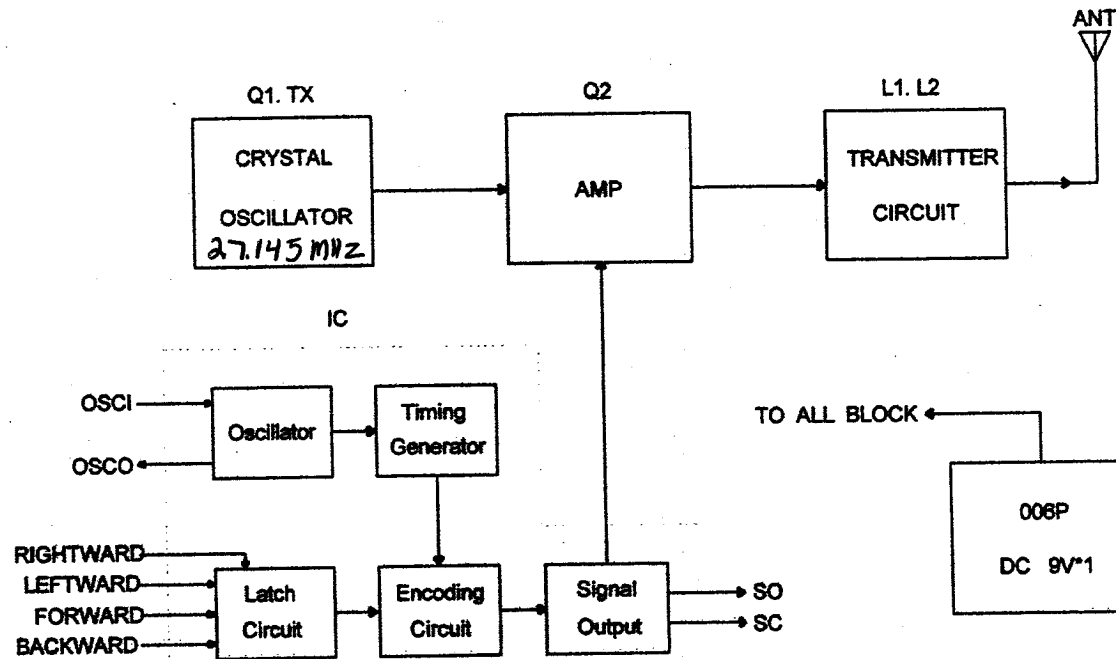 ANT
Q1. TX
Q2
L1. L2
CRYSTAL
OSCILLATOR
27.145 MHz
AMP
TRANSMITTER
CIRCUIT
IC
OSCI
OSCO
Oscillator
Timing
Generator
TO ALL BLOCK
006P
DC 9V*1
RIGHTWARD
LEFTWARD
FORWARD
BACKWARD
Latch
Circuit
Encoding
Circuit
Signal
Output
SO
SC